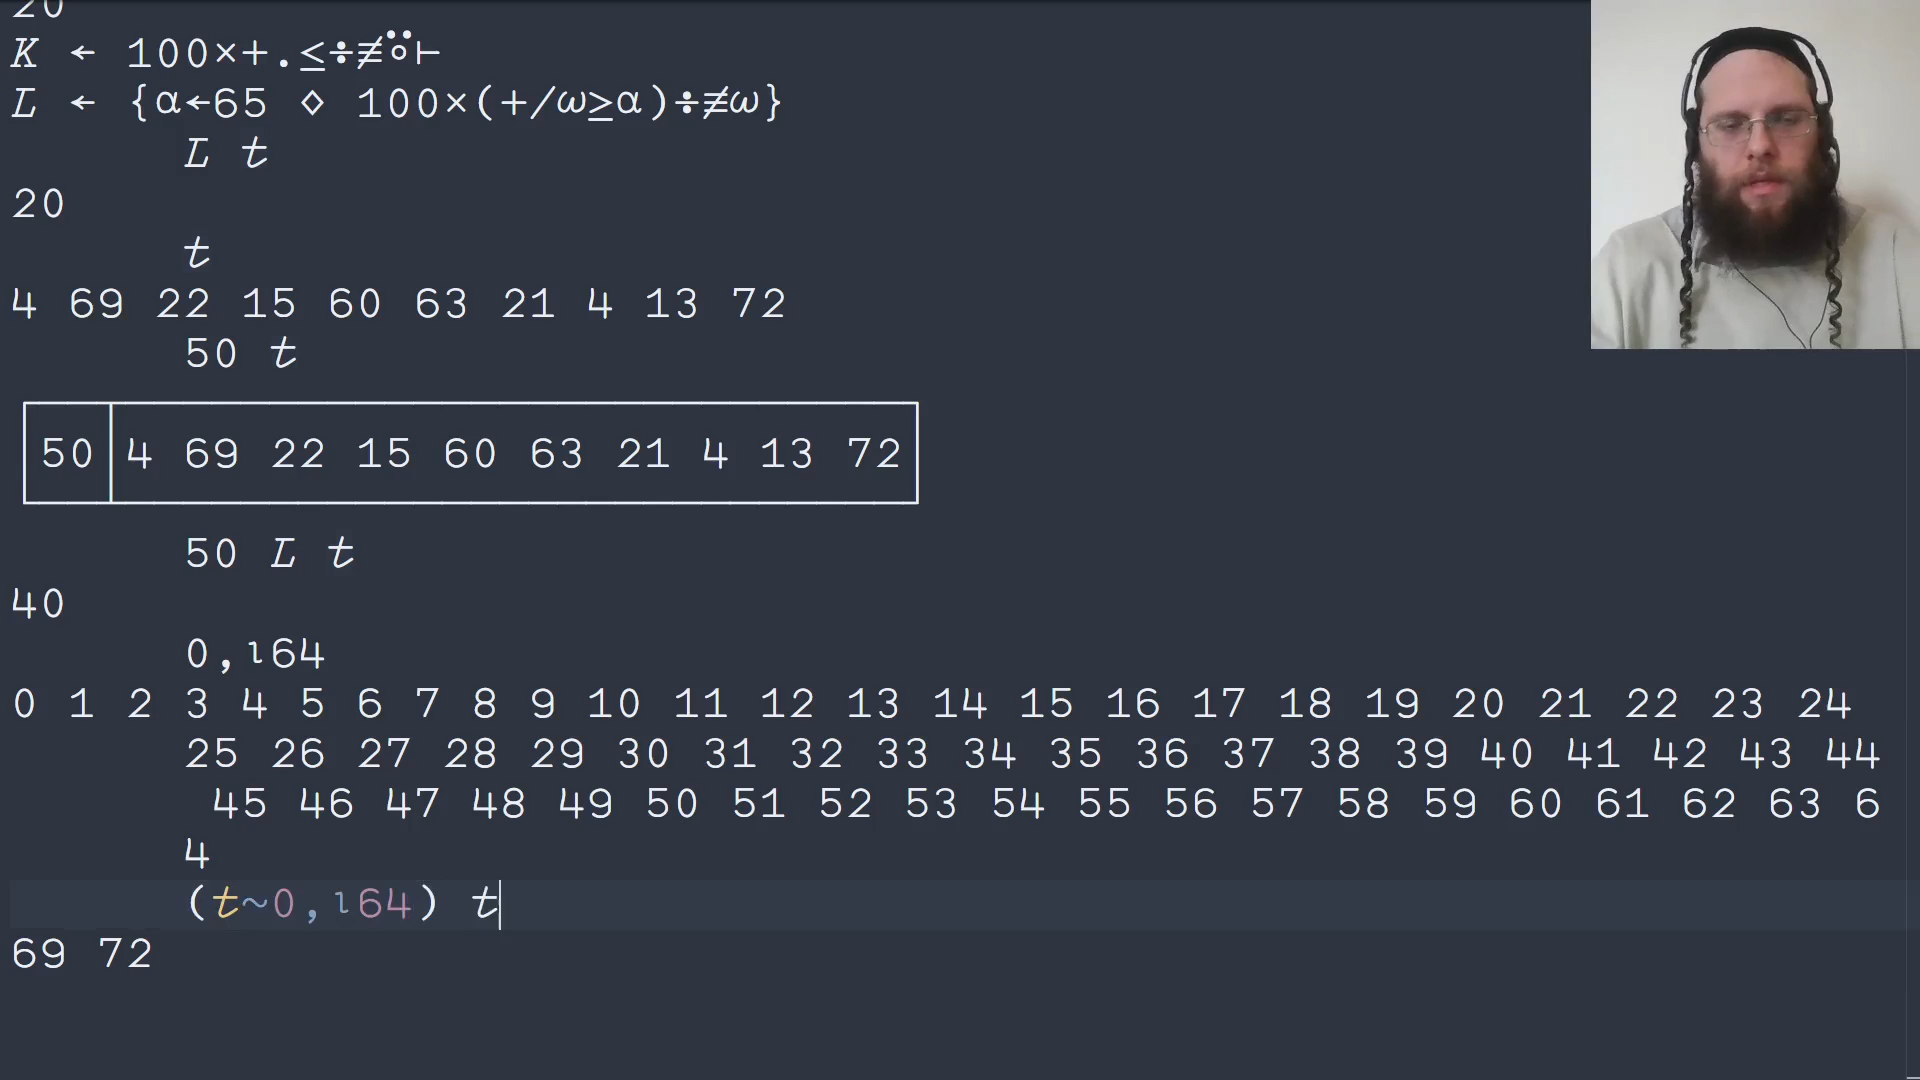 20
K ← 100×+.≤÷≢⍥⊢
L ← {⍺←65 ⋄ 100×(+/⍵≥⍺)÷≢⍵}
L t
20
t
4 69 22 15 60 63 21 4 13 72
50 t
50 4 69 22 15 60 63 21 4 13 72
50 L t
40
0,⍳64
0 1 2 3 4 5 6 7 8 9 10 11 12 13 14 15 16 17 18 19 20 21 22 23 24
25 26 27 28 29 30 31 32 33 34 35 36 37 38 39 40 41 42 43 44
45 46 47 48 49 50 51 52 53 54 55 56 57 58 59 60 61 62 63 6
4
(t~0,⍳64) t
69 72